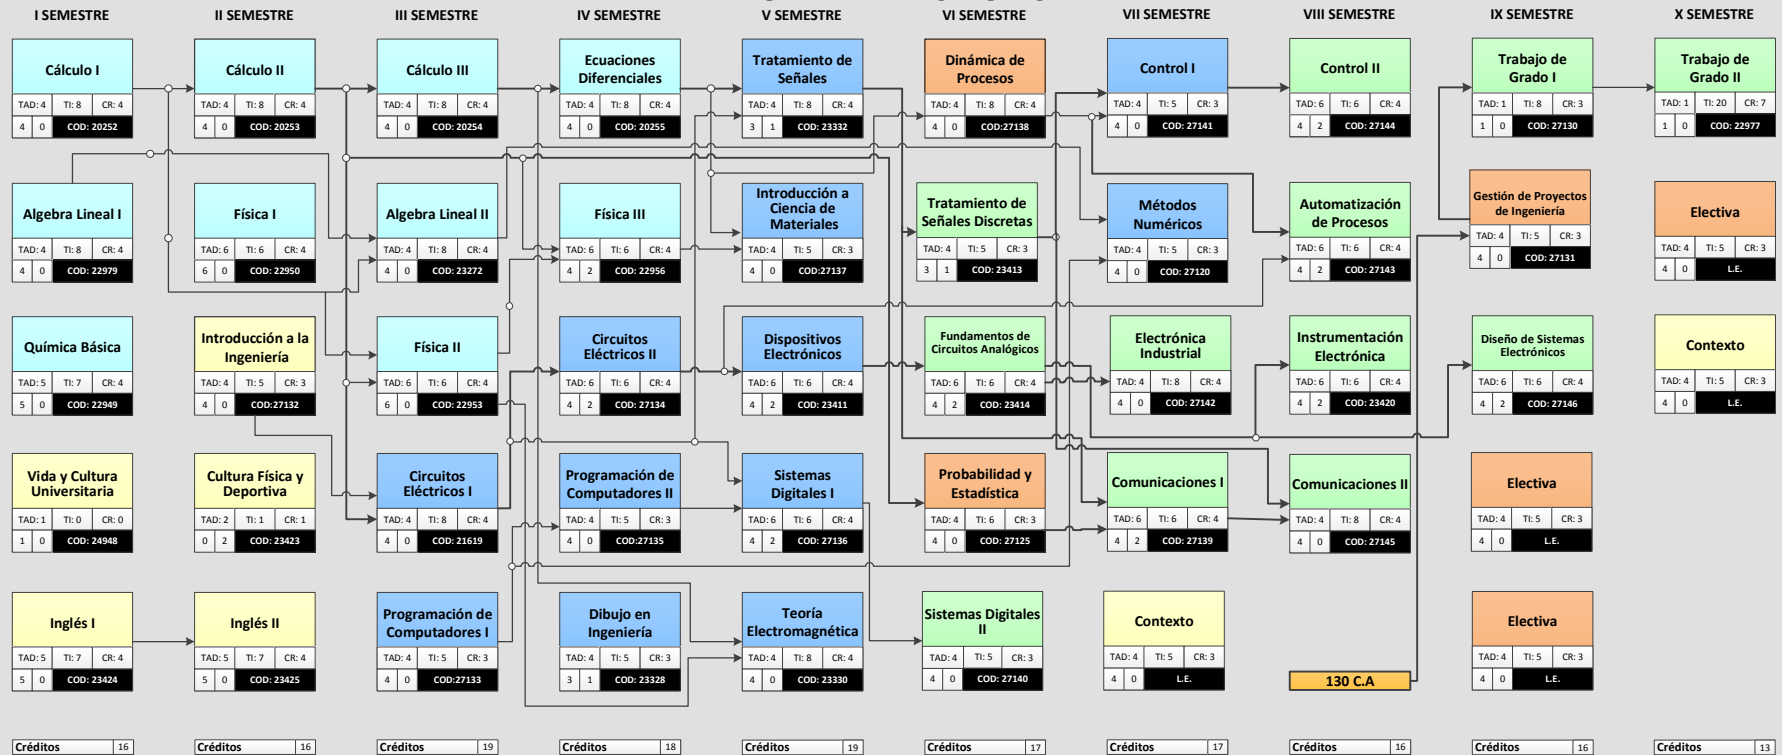 I SEMESTRE
II SEMESTRE
III SEMESTRE
IV SEMESTRE
V SEMESTRE
VI SEMESTRE
VII SEMESTRE
VIII SEMESTRE
IX SEMESTRE
X SEMESTRE
Cálculo I
TAD: 4 TI: 8 CR: 4
4 0 COD: 20252
Cálculo II
TAD: 4 TI: 8 CR: 4
4 0 COD: 20253
Cálculo III
TAD: 4 TI: 8 CR: 4
4 0 COD: 20254
Ecuaciones
Diferenciales
TAD: 4 TI: 8 CR: 4
4 0 COD: 20255
Tratamiento de
Señales
TAD: 4 TI: 8 CR: 4
3 1 COD: 23332
Dinámica de
Procesos
TAD: 4 TI: 8 CR: 4
4 0 COD:27138
Control I
TAD: 4 TI: 5 CR: 3
4 0 COD: 27141
Control II
TAD: 6 TI: 6 CR: 4
4 2 COD: 27144
Trabajo de
Grado I
TAD: 1 TI: 8 CR: 3
1 0 COD: 27130
Trabajo de
Grado II
TAD: 1 TI: 20 CR: 7
1 0 COD: 22977
Algebra Lineal I
TAD: 4 TI: 8 CR: 4
4 0 COD: 22979
Física I
TAD: 6 TI: 6 CR: 4
6 0 COD: 22950
Algebra Lineal II
TAD: 4 TI: 8 CR: 4
4 0 COD: 23272
Física III
TAD: 6 TI: 6 CR: 4
4 2 COD: 22956
Introducción a
Ciencia de
Materiales
TAD: 4 TI: 5 CR: 3
4 0 COD:27137
Tratamiento de
Señales Discretas
TAD: 4 TI: 5 CR: 3
3 1 COD: 23413
Métodos
Numéricos
TAD: 4 TI: 5 CR: 3
4 0 COD: 27120
Automatización
de Procesos
TAD: 6 TI: 6 CR: 4
4 2 COD: 27143
Gestión de Proyectos
de Ingeniería
TAD: 4 TI: 5 CR: 3
4 0 COD: 27131
Electiva
TAD: 4 TI: 5 CR: 3
4 0 L.E.
Química Básica
TAD: 5 TI: 7 CR: 4
5 0 COD: 22949
Introducción a la
Ingeniería
TAD: 4 TI: 5 CR: 3
4 0 COD:27132
Física II
TAD: 6 TI: 6 CR: 4
6 0 COD: 22953
Circuitos
Eléctricos II
TAD: 6 TI: 6 CR: 4
4 2 COD: 27134
Dispositivos
Electrónicos
TAD: 6 TI: 6 CR: 4
4 2 COD: 23411
Fundamentos de
Circuitos Analógicos
TAD: 6 TI: 6 CR: 4
4 2 COD: 23414
Electrónica
Industrial
TAD: 4 TI: 8 CR: 4
4 0 COD: 27142
Instrumentación
Electrónica
TAD: 6 TI: 6 CR: 4
4 2 COD: 23420
Diseño de Sistemas
Electrónicos
TAD: 6 TI: 6 CR: 4
4 2 COD: 27146
Contexto
TAD: 4 TI: 5 CR: 3
4 0 L.E.
Vida y Cultura
Universitaria
TAD: 1 TI: 0 CR: 0
1 0 COD: 24948
Cultura Física y
Deportiva
TAD: 2 TI: 1 CR: 1
0 2 COD: 23423
Circuitos
Eléctricos I
TAD: 4 TI: 8 CR: 4
4 0 COD: 21619
Programación de
Computadores II
TAD: 4 TI: 5 CR: 3
4 0 COD:27135
Sistemas
Digitales I
TAD: 6 TI: 6 CR: 4
4 2 COD: 27136
Probabilidad y
Estadística
TAD: 4 TI: 6 CR: 3
4 0 COD: 27125
Comunicaciones I
TAD: 6 TI: 6 CR: 4
4 2 COD: 27139
Comunicaciones II
TAD: 4 TI: 8 CR: 4
4 0 COD: 27145
Electiva
TAD: 4 TI: 5 CR: 3
4 0 L.E.
Inglés I
TAD: 5 TI: 7 CR: 4
5 0 COD: 23424
Inglés II
TAD: 5 TI: 7 CR: 4
5 0 COD: 23425
Programación de
Computadores I
TAD: 4 TI: 5 CR: 3
4 0 COD:27133
Dibujo en
Ingeniería
TAD: 4 TI: 5 CR: 3
3 1 COD: 23328
Teoría
Electromagnética
TAD: 4 TI: 8 CR: 4
4 0 COD: 23330
Sistemas Digitales
II
TAD: 4 TI: 5 CR: 3
4 0 COD: 27140
Contexto
TAD: 4 TI: 5 CR: 3
4 0 L.E.
130 C.A
Electiva
TAD: 4 TI: 5 CR: 3
4 0 L.E.
Créditos 16
Créditos 16
Créditos 19
Créditos 18
Créditos 19
Créditos 17
Créditos 17
Créditos 16
Créditos 16
Créditos 13